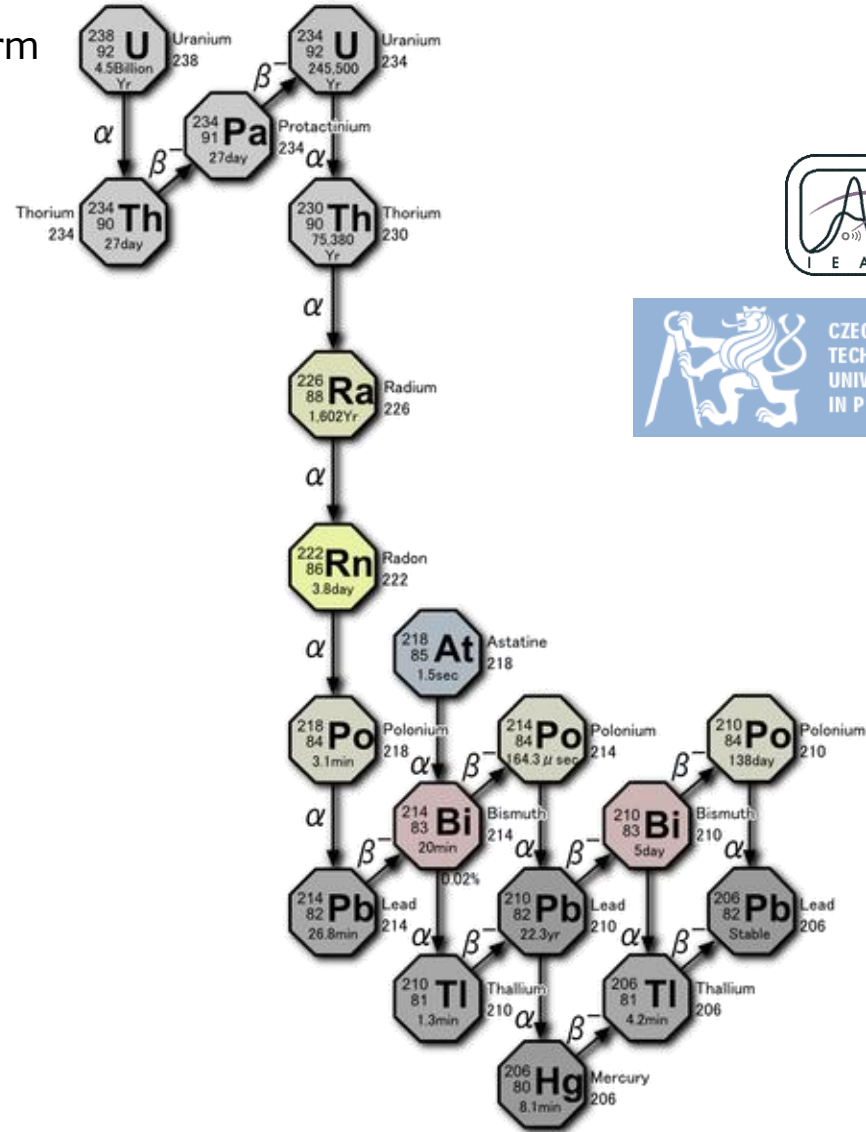 rm
238
92 U
4.5Billion
Yr
Uranium
238
234
92 U
245,500
Yr
Uranium
234
α
β⁻
234
91 Pa
27day
Protactinium
234
β⁻
α
Thorium
234
234
90 Th
27day
230
90 Th
75,380
Yr
Thorium
230
I E A
CZE
TECH
UNIV
IN P
α
226
88 Ra
1,602Yr
Radium
226
α
222
86 Rn
3.8day
Radon
222
α
218
85 At
1.5sec
Astatine
218
218
84 Po
3.1min
Polonium
218
α
β⁻
214
84 Po
164.3 μ sec
Polonium
214
β⁻
210
84 Po
138day
Polonium
210
α
β⁻
214
83 Bi
20min
Bismuth
214
0.02%
α
β⁻
210
83 Bi
5day
Bismuth
210
α
214
82 Pb
26.8min
Lead
214
α
β⁻
210
82 Pb
22.3yr
Lead
210
α
β⁻
206
82 Pb
Stable
Lead
206
210
81 Tl
1.3min
Thallium
210
α
β⁻
206
81 Tl
4.2min
Thallium
206
206
80 Hg
8.1min
Mercury
206